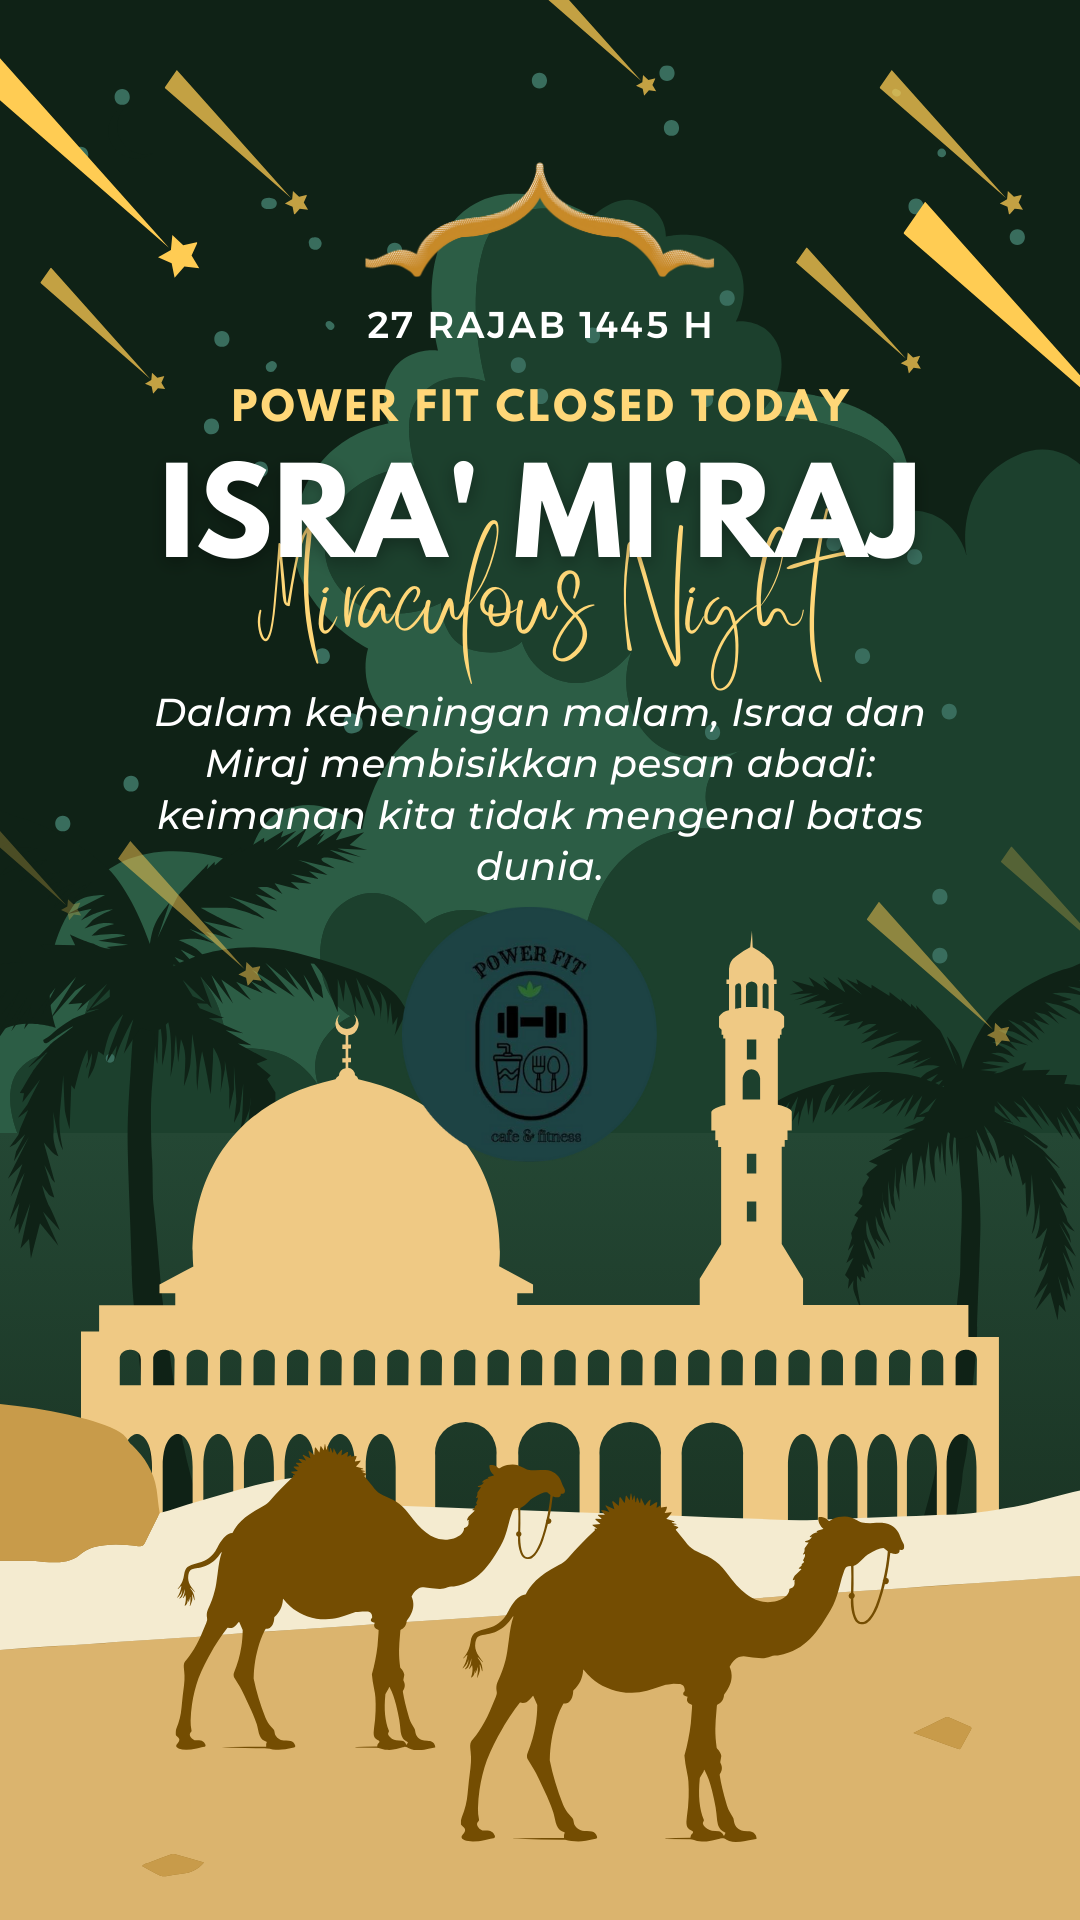 27 RAJAB 1445 H
POWER FIT CLOSED TODAY
ISRA' MI'RAJ
Miraculous Night
Dalam keheningan malam, Israa dan
Miraj membisikkan pesan abadi:
keimanan kita tidak mengenal batas
dunia.
POWER FIT
cafe & fitness